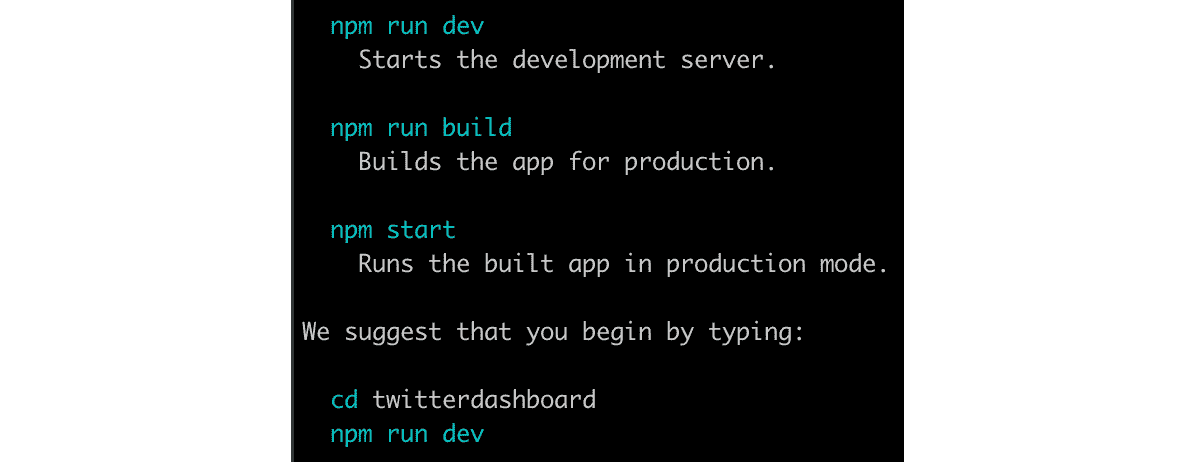 npm run dev
Starts the development server.
npm run build
Builds the app for production.
npm start
Runs the built app in production mode.
We suggest that you begin by typing:
cd twitterdashboard
npm run dev